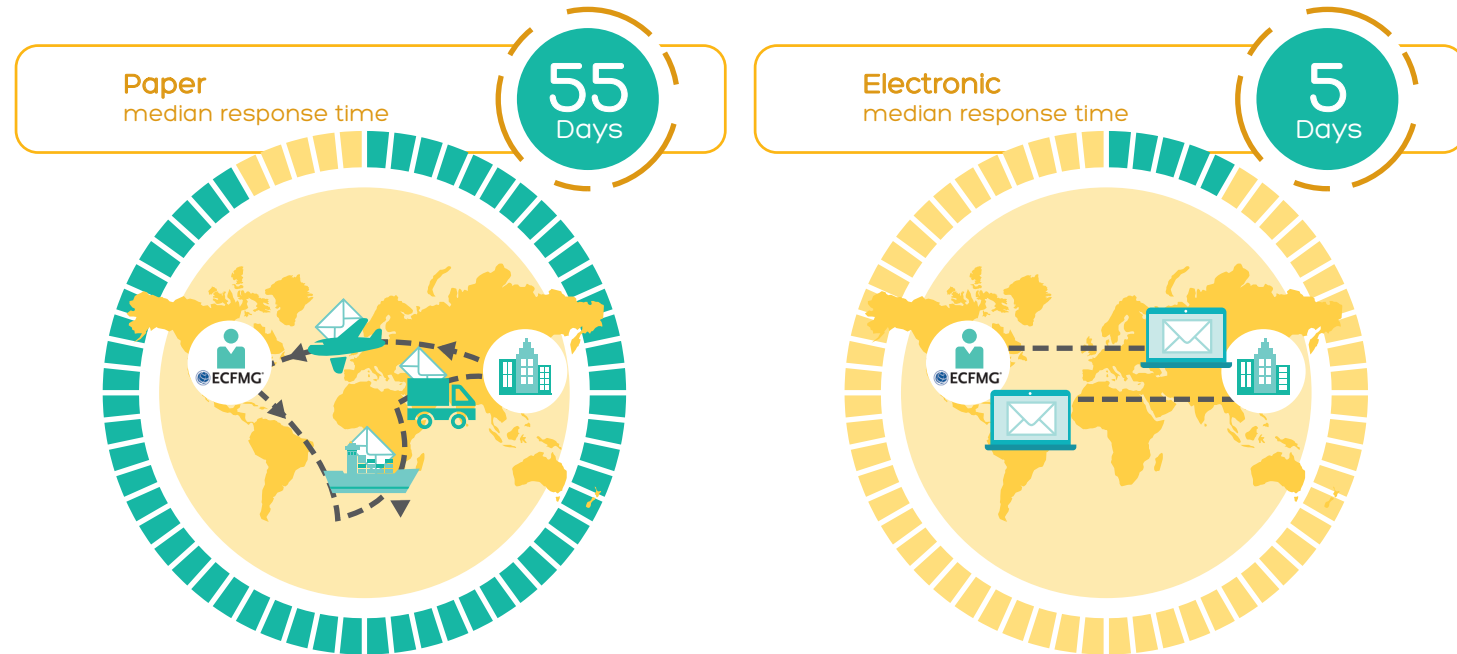 Paper
median response time
55
Days
ECFMG®
Electronic
median response time
5
Days
ECFMG®